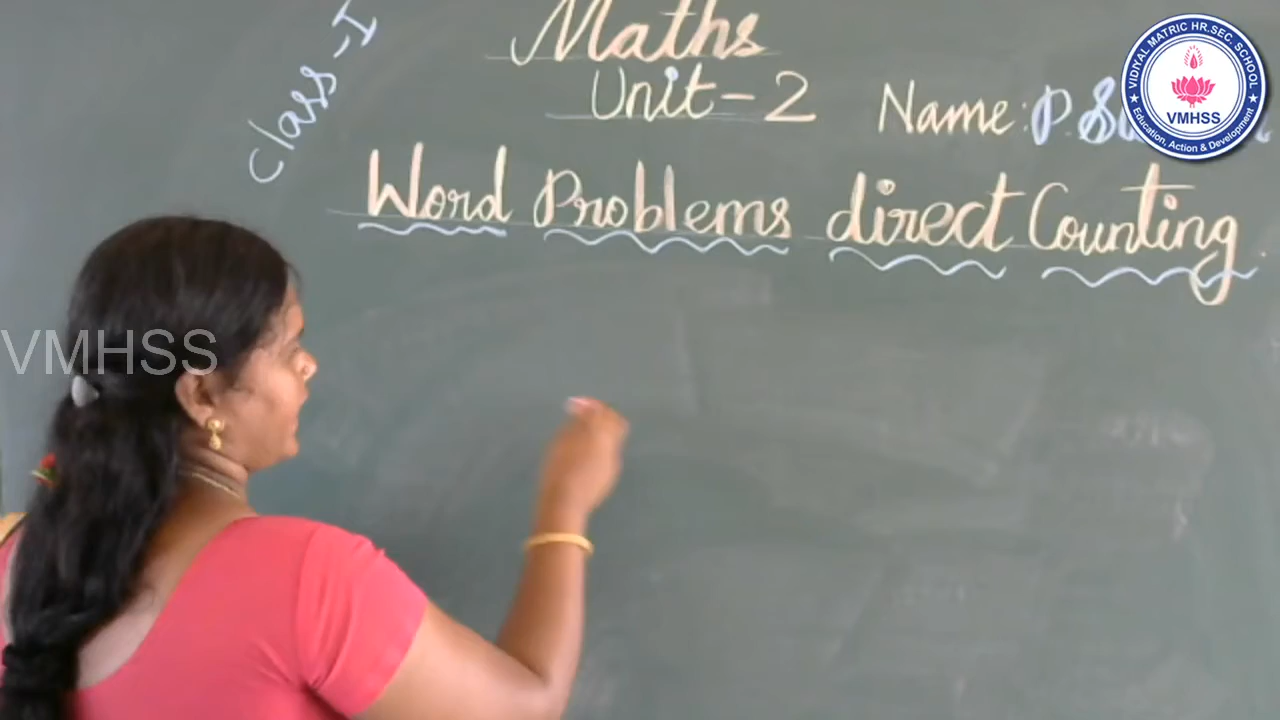 Class - I
Maths
Unit - 2
Name: P.
Word Problems direct Counting
VIDIYAL MATRIC HR.SEC. SCHOOL
VMHSS
Education, Action & Development
VMHSS